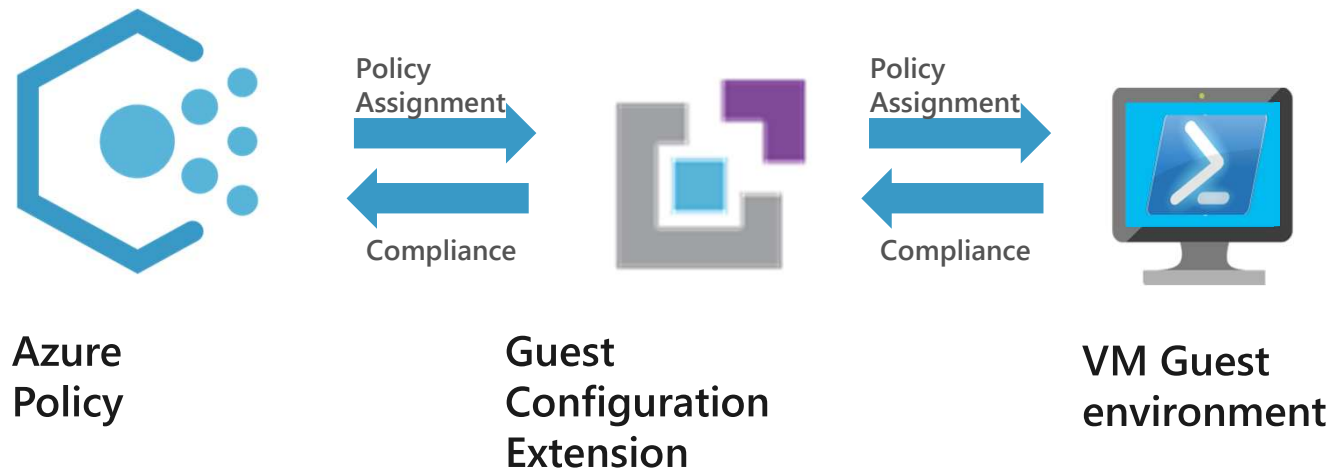 Policy
Assignment
Compliance
Policy
Assignment
Compliance
Azure
Policy
Guest
Configuration
Extension
VM Guest
environment